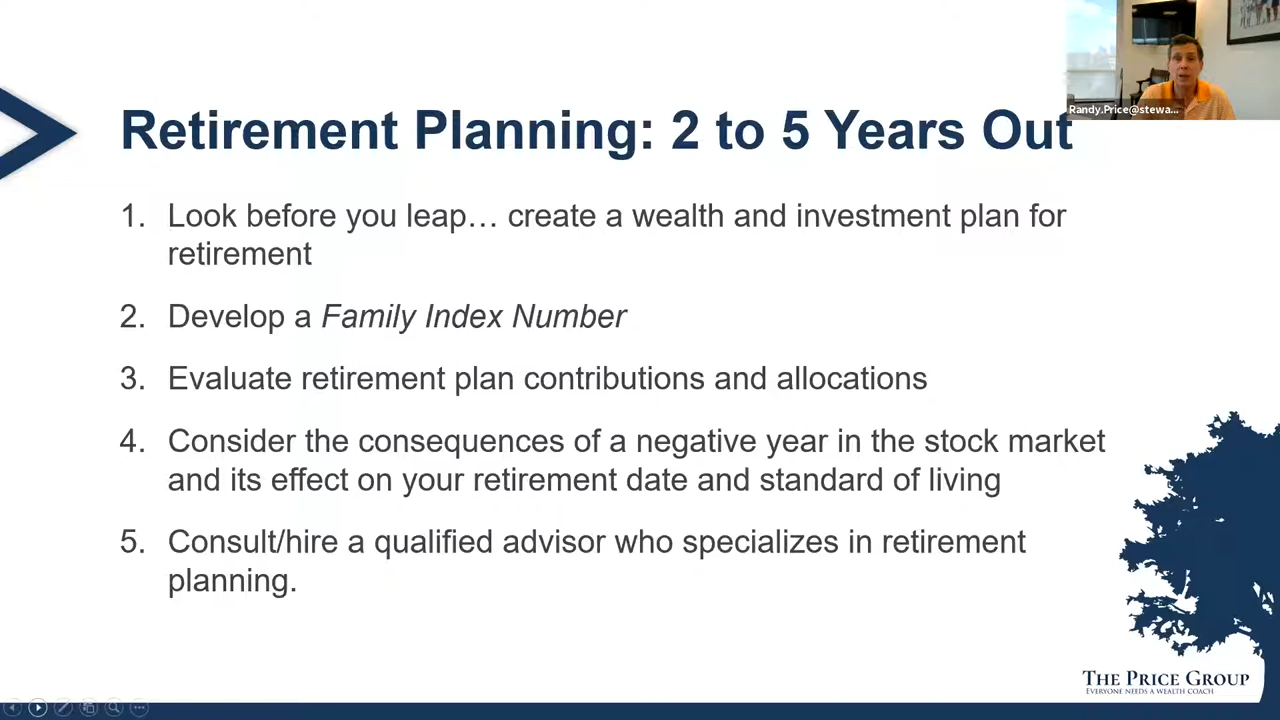 Randy.Price@stewa...
Retirement Planning: 2 to 5 Years Out
1. Look before you leap… create a wealth and investment plan for
retirement
2. Develop a Family Index Number
3. Evaluate retirement plan contributions and allocations
4. Consider the consequences of a negative year in the stock market
and its effect on your retirement date and standard of living
5. Consult/hire a qualified advisor who specializes in retirement
planning.
THE PRICE GROUP
EVERYONE NEEDS A WEALTH COACH